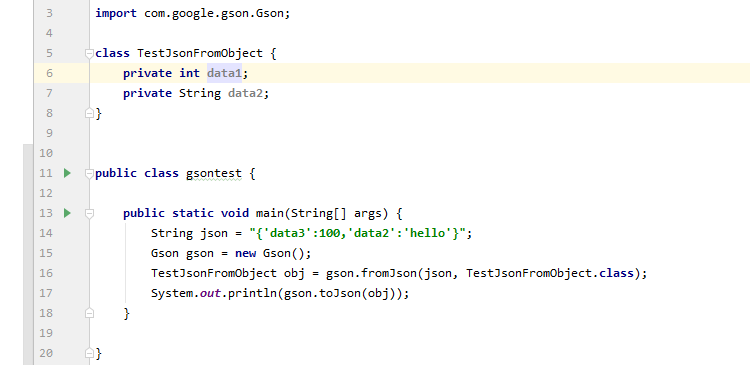 3 import com.google.gson.Gson;
4
5 class TestJsonFromObject {
6     private int data1;
7     private String data2;
8 }
9
10
11 public class gsontest {
12
13     public static void main(String[] args) {
14         String json = "{'data3':100,'data2':'hello'}";
15         Gson gson = new Gson();
16         TestJsonFromObject obj = gson.fromJson(json, TestJsonFromObject.class);
17         System.out.println(gson.toJson(obj));
18     }
19
20 }